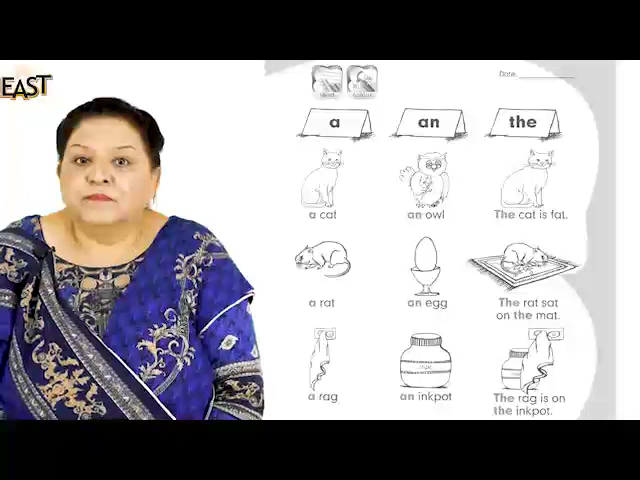 EAST
Date
a an the
a cat an owl The cat is fat.
a rat an egg The rat sat
on the mat.
a rag an inkpot The rag is on
the inkpot.